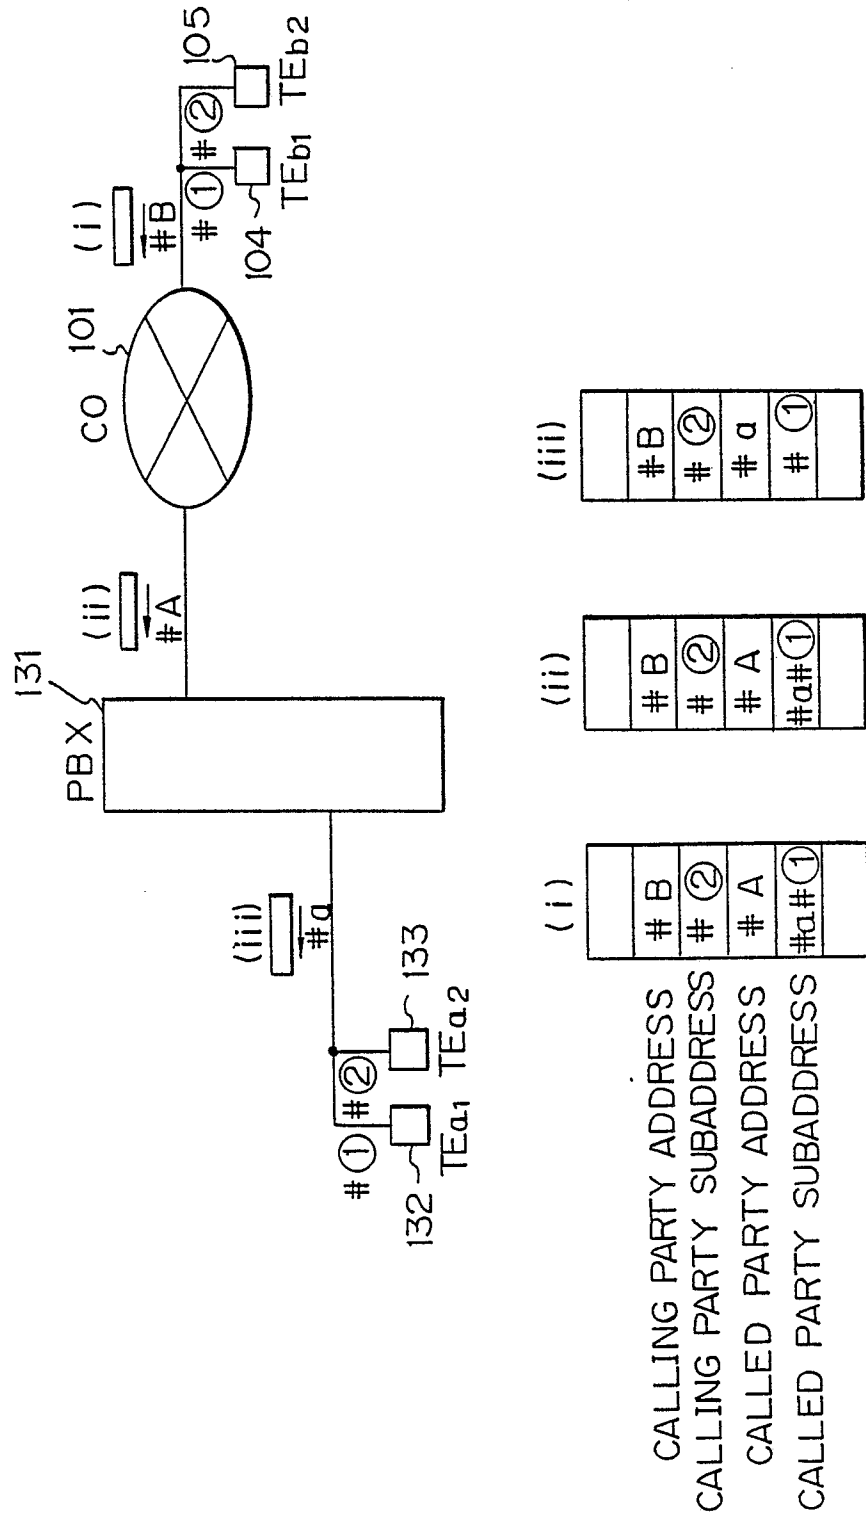 131
PBX
(ii)
#A
CO
101
(i)
#B
#①
#②
105
104
TEb1
TEb2
(iii)
#a
#①
#②
133
132
TEa1
TEa2
(i)
(ii)
(iii)
CALLING PARTY ADDRESS
#B
#B
#B
CALLING PARTY SUBADDRESS
#②
#②
#②
CALLED PARTY ADDRESS
#A
#A
#a
CALLED PARTY SUBADDRESS
#a#①
#a#①
#①